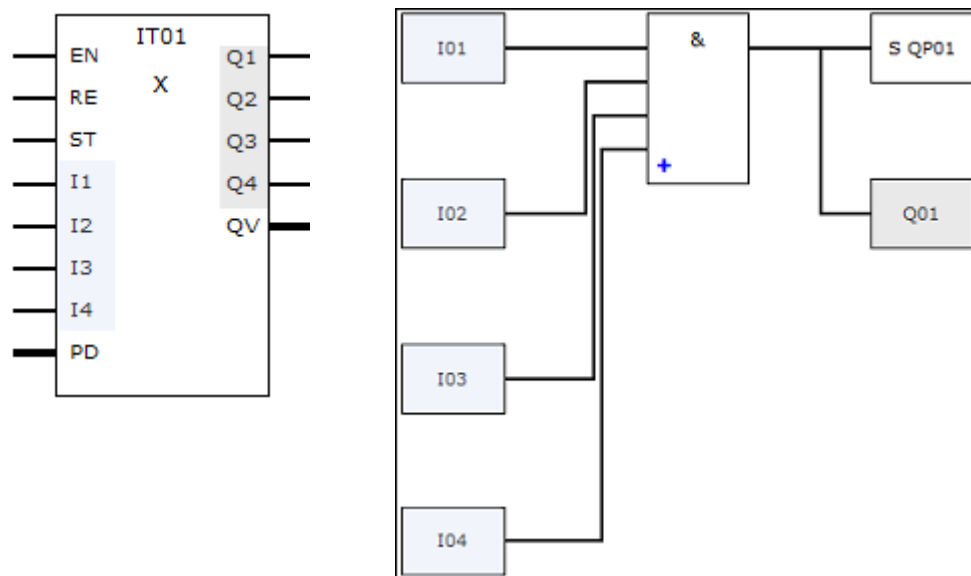 IT01
X
EN
RE
ST
I1
I2
I3
I4
PD
Q1
Q2
Q3
Q4
QV
I01
I02
I03
I04
&
+
S QP01
Q01